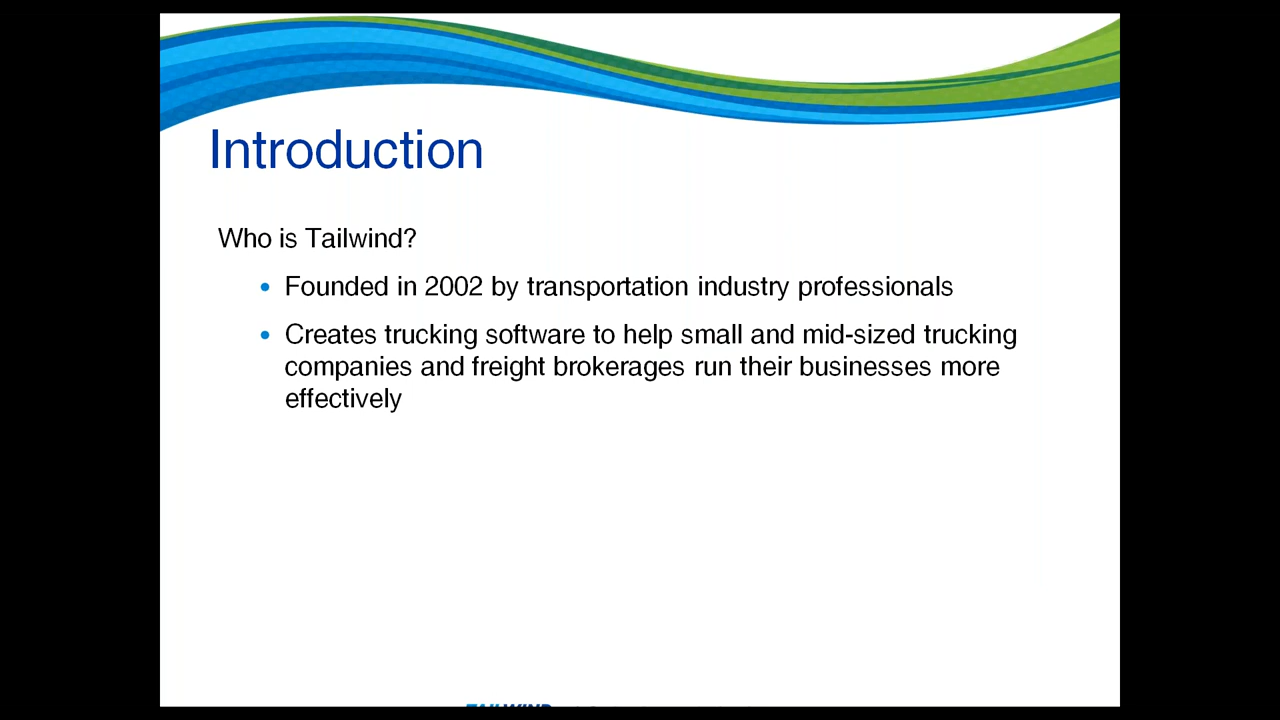 Introduction
Who is Tailwind?
• Founded in 2002 by transportation industry professionals
• Creates trucking software to help small and mid-sized trucking
companies and freight brokerages run their businesses more
effectively
TAILWIND